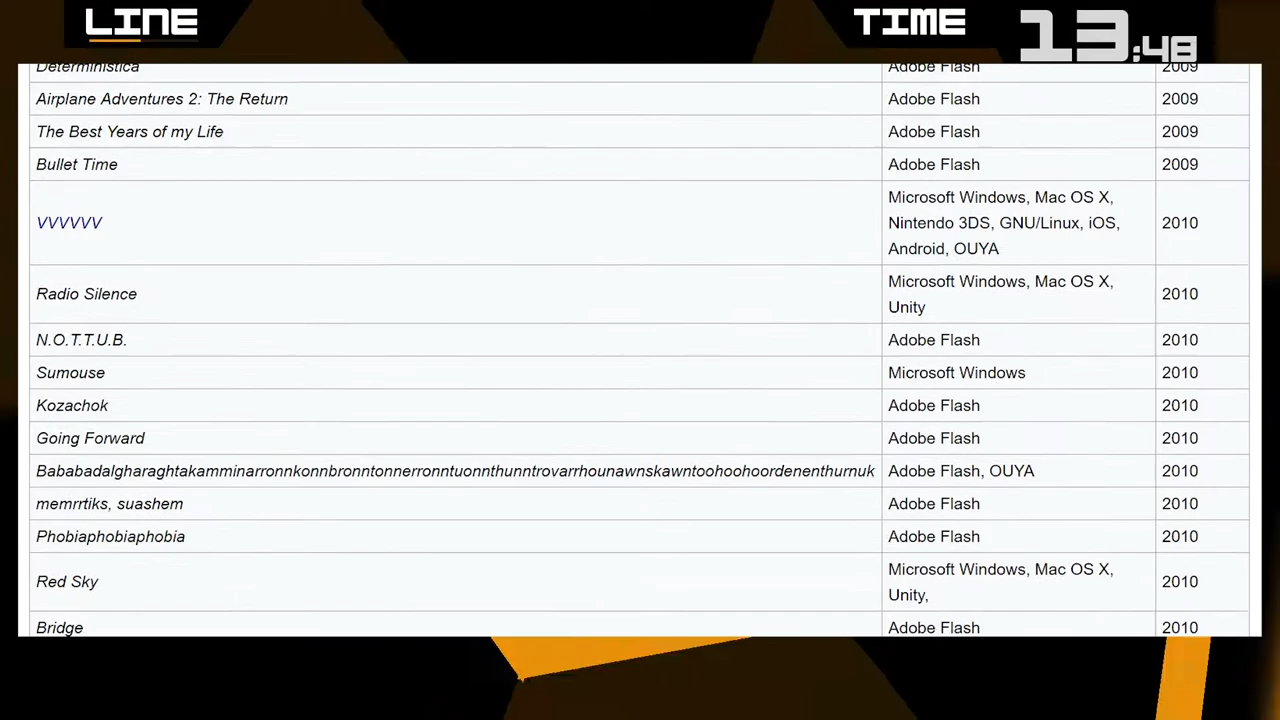 LINE
TIME 13:48
Deterministica Adobe Flash 2009
Airplane Adventures 2: The Return Adobe Flash 2009
The Best Years of my Life Adobe Flash 2009
Bullet Time Adobe Flash 2009
VVVVVV Microsoft Windows, Mac OS X, Nintendo 3DS, GNU/Linux, iOS, Android, OUYA 2010
Radio Silence Microsoft Windows, Mac OS X, Unity 2010
N.O.T.T.U.B. Adobe Flash 2010
Sumouse Microsoft Windows 2010
Kozachok Adobe Flash 2010
Going Forward Adobe Flash 2010
Bababadalgharaghtakamminarronnkonnbronntonnerronntuonnthunntrovarrhounawnskawntoohoohoordenenthurnuk Adobe Flash, OUYA 2010
memrrtiks, suashem Adobe Flash 2010
Phobiaphobiaphobia Adobe Flash 2010
Red Sky Microsoft Windows, Mac OS X, Unity, 2010
Bridge Adobe Flash 2010